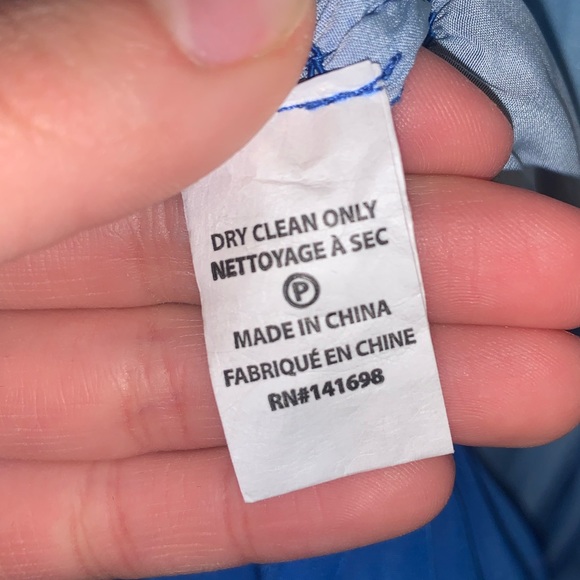 DRY CLEAN ONLY
NETTOYAGE À SEC
P
MADE IN CHINA
FABRIQUÉ EN CHINE
RN#141698